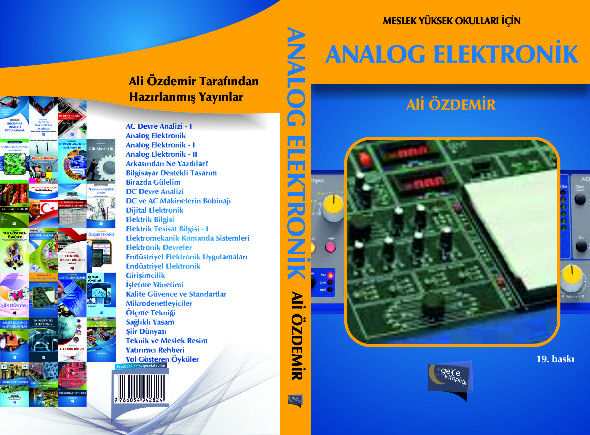 Ali Özdemir Tarafından
Hazırlanmış Yayınlar
AC Devre Analizi - I
Analog Elektronik
Analog Elektronik - I
Analog Elektronik - II
Arkasından Ne Yazdılar?
Bilgisayar Destekli Tasarım
Birazda Gülelim
DC Devre Analizi
DC ve AC Makinelerin Bobinajı
Dijital Elektronik
Elektrik Bilgisi
Elektrik Tesisat Bilgisi - I
Elektromekanik Komanda Sistemleri
Elektronik Devreler
Endüstriyel Elektronik Uygulamaları
Endüstriyel Elektronik
Girişimcilik
İşletme Yönetimi
Kalite Güvence ve Standartlar
Mikrodenetleyiciler
Ölçme Tekniği
Sağlıklı Yaşam
Şiir Dünyası
Teknik ve Meslek Resim
Yatırımcı Rehberi
Yol Gösteren Öyküler
ANALOG ELEKTRONİK
ALİ ÖZDEMİR
MESLEK YÜKSEK OKULLARI İÇİN
ANALOG ELEKTRONİK
ALİ ÖZDEMİR
19. baskı
gece
kitaplığı